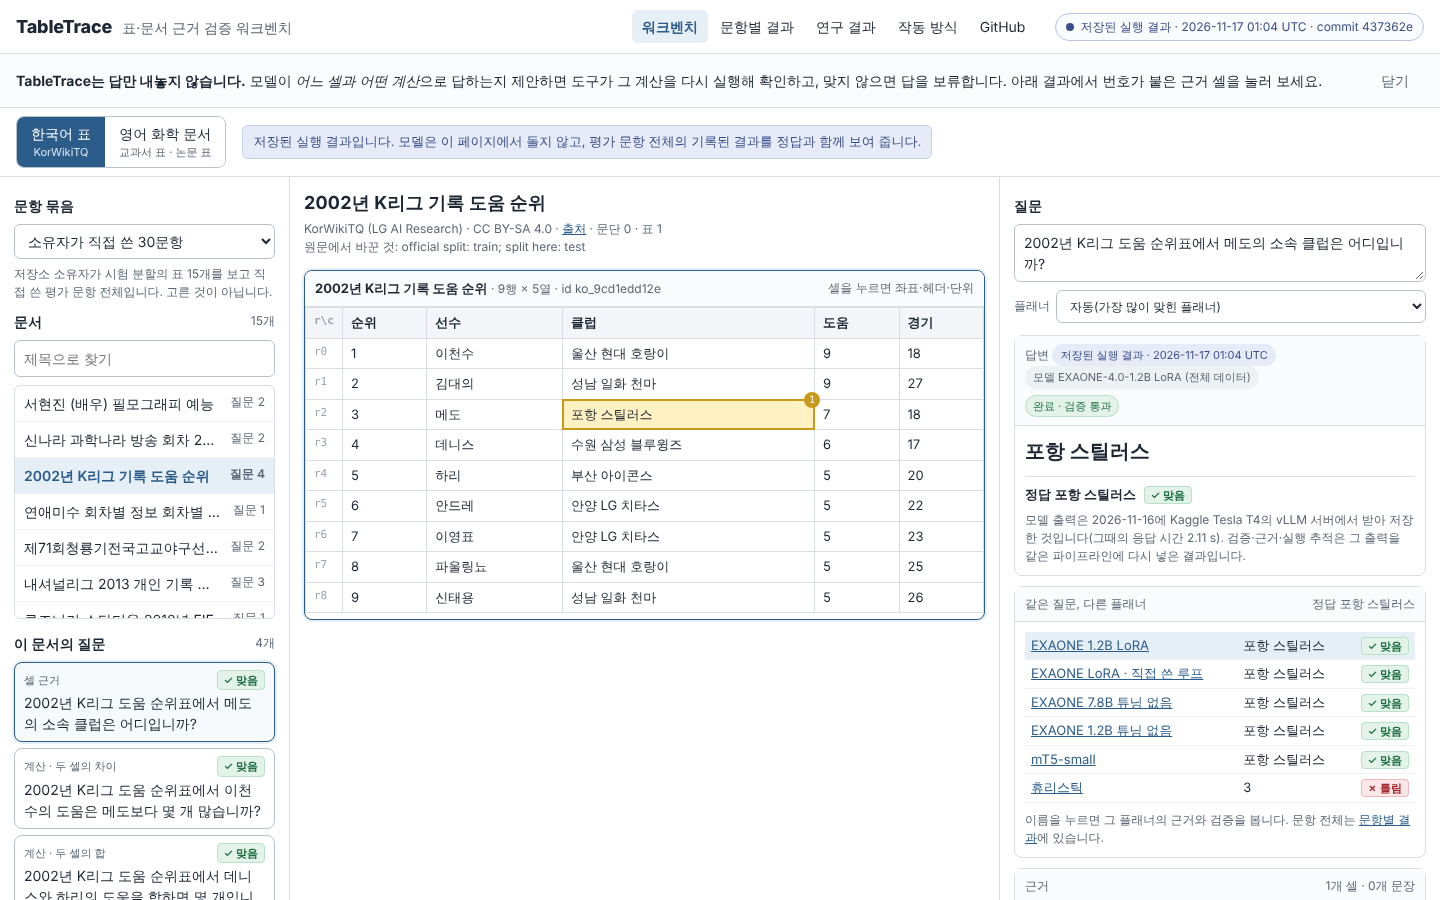 TableTrace 표·문서 근거 검증 워크벤치
워크벤치 문항별 결과 연구 결과 작동 방식 GitHub
저장된 실행 결과 · 2026-11-17 01:04 UTC · commit 437362e
TableTrace는 답만 내놓지 않습니다. 모델이 어느 셀과 어떤 계산으로 답하는지 제안하면 도구가 그 계산을 다시 실행해 확인하고, 맞지 않으면 답을 보류합니다. 아래 결과에서 번호가 붙은 근거 셀을 눌러 보세요. 닫기
한국어 표
KorWikiTQ
영어 화학 문서
교과서 표 · 논문 표
저장된 실행 결과입니다. 모델은 이 페이지에서 돌지 않고, 평가 문항 전체의 기록된 결과를 정답과 함께 보여 줍니다.
문항 묶음
소유자가 직접 쓴 30문항
저장소 소유자가 시험 분할의 표 15개를 보고 직
접 쓴 평가 문항 전체입니다. 고른 것이 아닙니다.
문서 15개
제목으로 찾기
서현진 (배우) 필모그래피 예능 질문 2
신나라 과학나라 방송 회차 2... 질문 2
2002년 K리그 기록 도움 순위 질문 4
연애미수 회차별 정보 회차별 ... 질문 1
제71회청룡기전국고교야구선... 질문 2
내셔널리그 2013 개인 기록 ... 질문 3
이 문서의 질문 4개
셀 근거 ✓ 맞음
2002년 K리그 도움 순위표에서 메도
의 소속 클럽은 어디입니까?
계산 · 두 셀의 차이 ✓ 맞음
2002년 K리그 도움 순위표에서 이천
수의 도움은 메도보다 몇 개 많습니까?
계산 · 두 셀의 합 ✓ 맞음
2002년 K리그 도움 순위표에서 데니
스와 하리의 도움을 합하면 몇 개입니
2002년 K리그 기록 도움 순위
KorWikiTQ (LG AI Research) · CC BY-SA 4.0 · 출처 · 문단 0 · 표 1
원문에서 바꾼 것: official split: train; split here: test
2002년 K리그 기록 도움 순위 · 9행 × 5열 · id ko_9cd1edd12e 셀을 누르면 좌표·헤더·단위
r\c 순위 선수 클럽 도움 경기
r0 1 이천수 울산 현대 호랑이 9 18
r1 2 김대의 성남 일화 천마 9 27
r2 3 메도 포항 스틸러스 1 7 18
r3 4 데니스 수원 삼성 블루윙즈 6 17
r4 5 하리 부산 아이콘스 5 20
r5 6 안드레 안양 LG 치타스 5 22
r6 7 이영표 안양 LG 치타스 5 23
r7 8 파울링뇨 울산 현대 호랑이 5 25
r8 9 신태용 성남 일화 천마 5 26
질문
2002년 K리그 도움 순위표에서 메도의 소속 클럽은 어디입니
까?
플래너 자동(가장 많이 맞힌 플래너)
답변 저장된 실행 결과 · 2026-11-17 01:04 UTC
모델 EXAONE-4.0-1.2B LoRA (전체 데이터)
완료 · 검증 통과
포항 스틸러스
정답 포항 스틸러스 ✓ 맞음
모델 출력은 2026-11-16에 Kaggle Tesla T4의 vLLM 서버에서 받아 저장
한 것입니다(그때의 응답 시간 2.11 s). 검증·근거·실행 추적은 그 출력을
같은 파이프라인에 다시 넣은 결과입니다.
같은 질문, 다른 플래너 정답 포항 스틸러스
EXAONE 1.2B LoRA 포항 스틸러스 ✓ 맞음
EXAONE LoRA · 직접 쓴 루프 포항 스틸러스 ✓ 맞음
EXAONE 7.8B 튜닝 없음 포항 스틸러스 ✓ 맞음
EXAONE 1.2B 튜닝 없음 포항 스틸러스 ✓ 맞음
mT5-small 포항 스틸러스 ✓ 맞음
휴리스틱 3 × 틀림
이름을 누르면 그 플래너의 근거와 검증을 봅니다. 문항 전체는 문항별 결
과에 있습니다.
근거 1개 셀 · 0개 문장